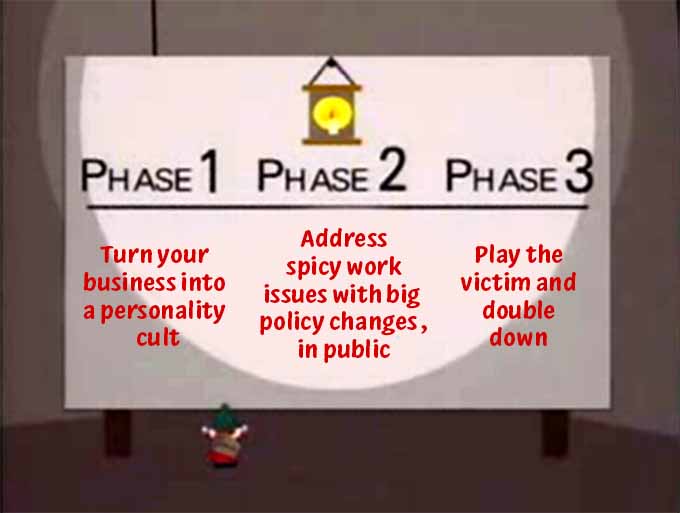 PHASE 1 PHASE 2 PHASE 3
Turn your
business into
a personality
cult
Address
spicy work
issues with big
policy changes,
in public
Play the
victim and
double
down